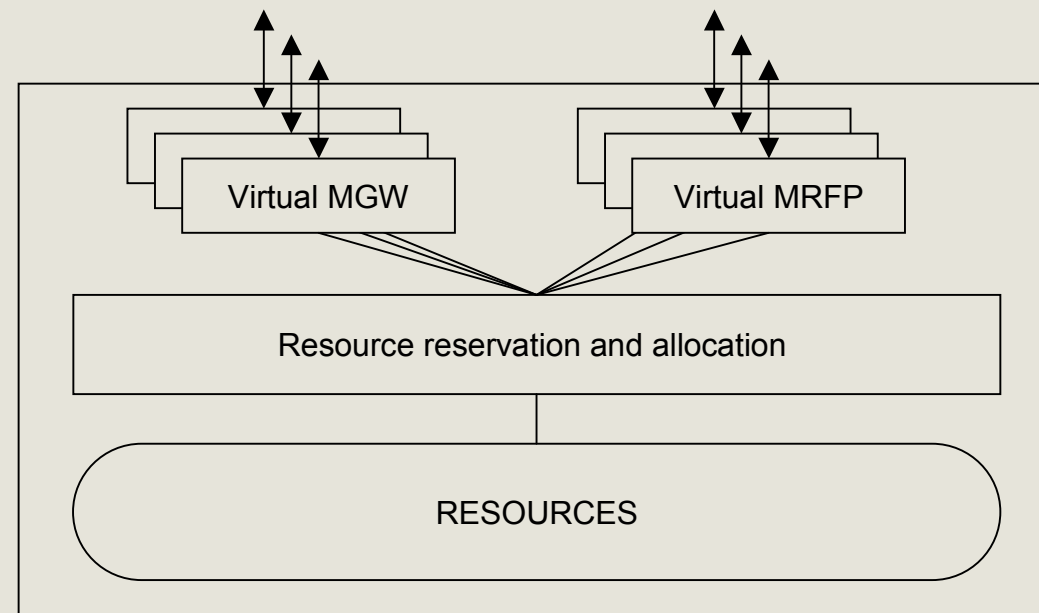 Virtual MGW
Virtual MRFP
Resource reservation and allocation
RESOURCES